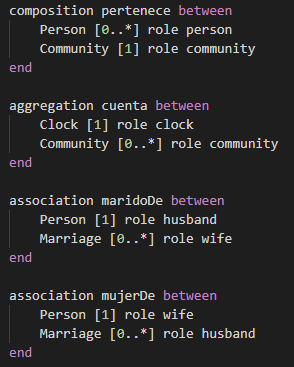 composition pertenece between
Person [0..*] role person
Community [1] role community
end
aggregation cuenta between
Clock [1] role clock
Community [0..*] role community
end
association maridoDe between
Person [1] role husband
Marriage [0..*] role wife
end
association mujerDe between
Person [1] role wife
Marriage [0..*] role husband
end